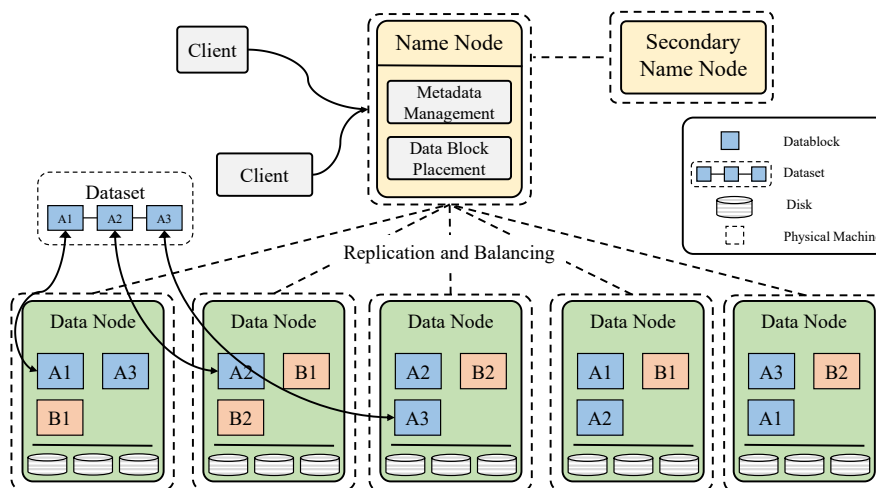 Client
Name Node
Metadata
Management
Data Block
Placement
Secondary
Name Node
Client
Datablock
Dataset
Disk
Physical Machine
Dataset
A1
A2
A3
Replication and Balancing
Data Node
A1
A3
B1
Data Node
A2
B1
B2
Data Node
A2
B2
A3
Data Node
A1
B1
A2
Data Node
A3
B2
A1